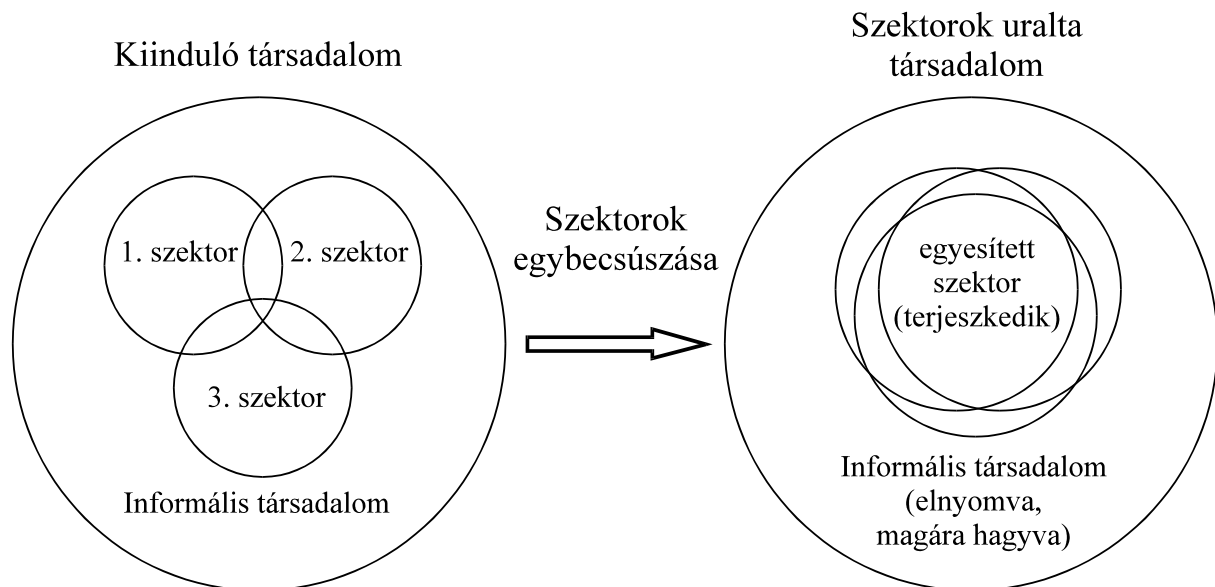 Kiinduló társadalom
1. szektor
2. szektor
3. szektor
Informális társadalom
Szektorok
egybecsúszása
Szektorok uralta
társadalom
egyesített
szektor
(terjeszkedik)
Informális társadalom
(elnyomva,
magára hagyva)